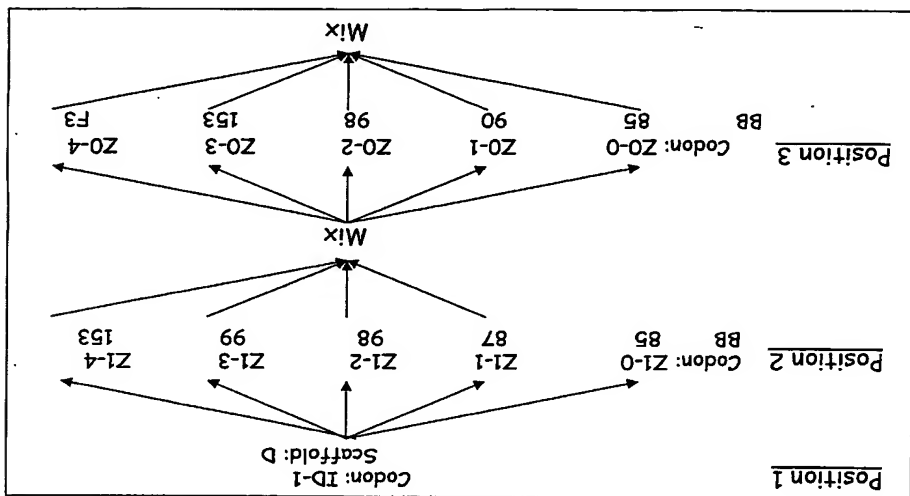 Position 1 Codon: ID-1
Scaffold: D
Position 2 Codon: Z1-0 Z1-1 Z1-2 Z1-3 Z1-4
BB 85 87 98 99 153
Mix
Position 3 Codon: Z0-0 Z0-1 Z0-2 Z0-3 Z0-4
BB 85 90 98 153 F3
Mix